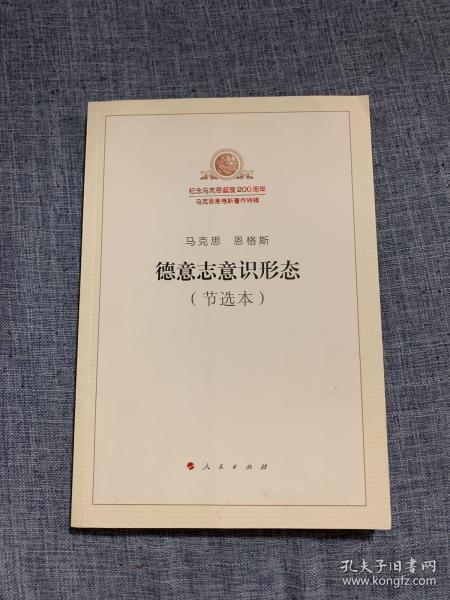 纪念马克思诞辰200周年
马克思恩格斯著作特辑
马克思 恩格斯
德意志意识形态
（节选本）
人民出版社
孔夫子旧书网
www.kongfz.com